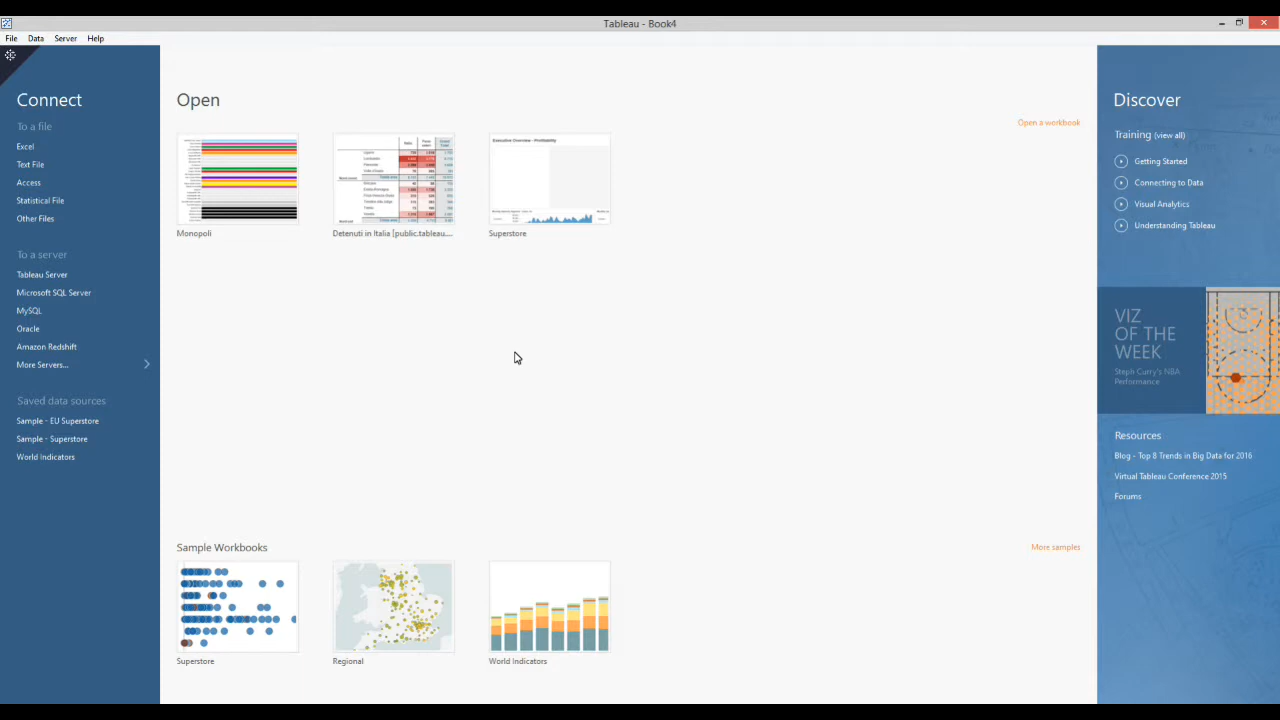 Tableau - Book4
File Data Server Help
Connect
To a file
Excel
Text File
Access
Statistical File
Other Files
To a server
Tableau Server
Microsoft SQL Server
MySQL
Oracle
Amazon Redshift
More Servers...
Saved data sources
Sample - EU Superstore
Sample - Superstore
World Indicators
Open
Open a workbook
Monopoli
Detenuti in Italia [public.tableau....
Executive Overview - Profitability
Superstore
Sample Workbooks
More samples
Superstore
Regional
World Indicators
Discover
Training (view all)
Getting Started
Connecting to Data
Visual Analytics
Understanding Tableau
VIZ
OF THE
WEEK
Steph Curry's NBA
Performance
Resources
Blog - Top 8 Trends in Big Data for 2016
Virtual Tableau Conference 2015
Forums